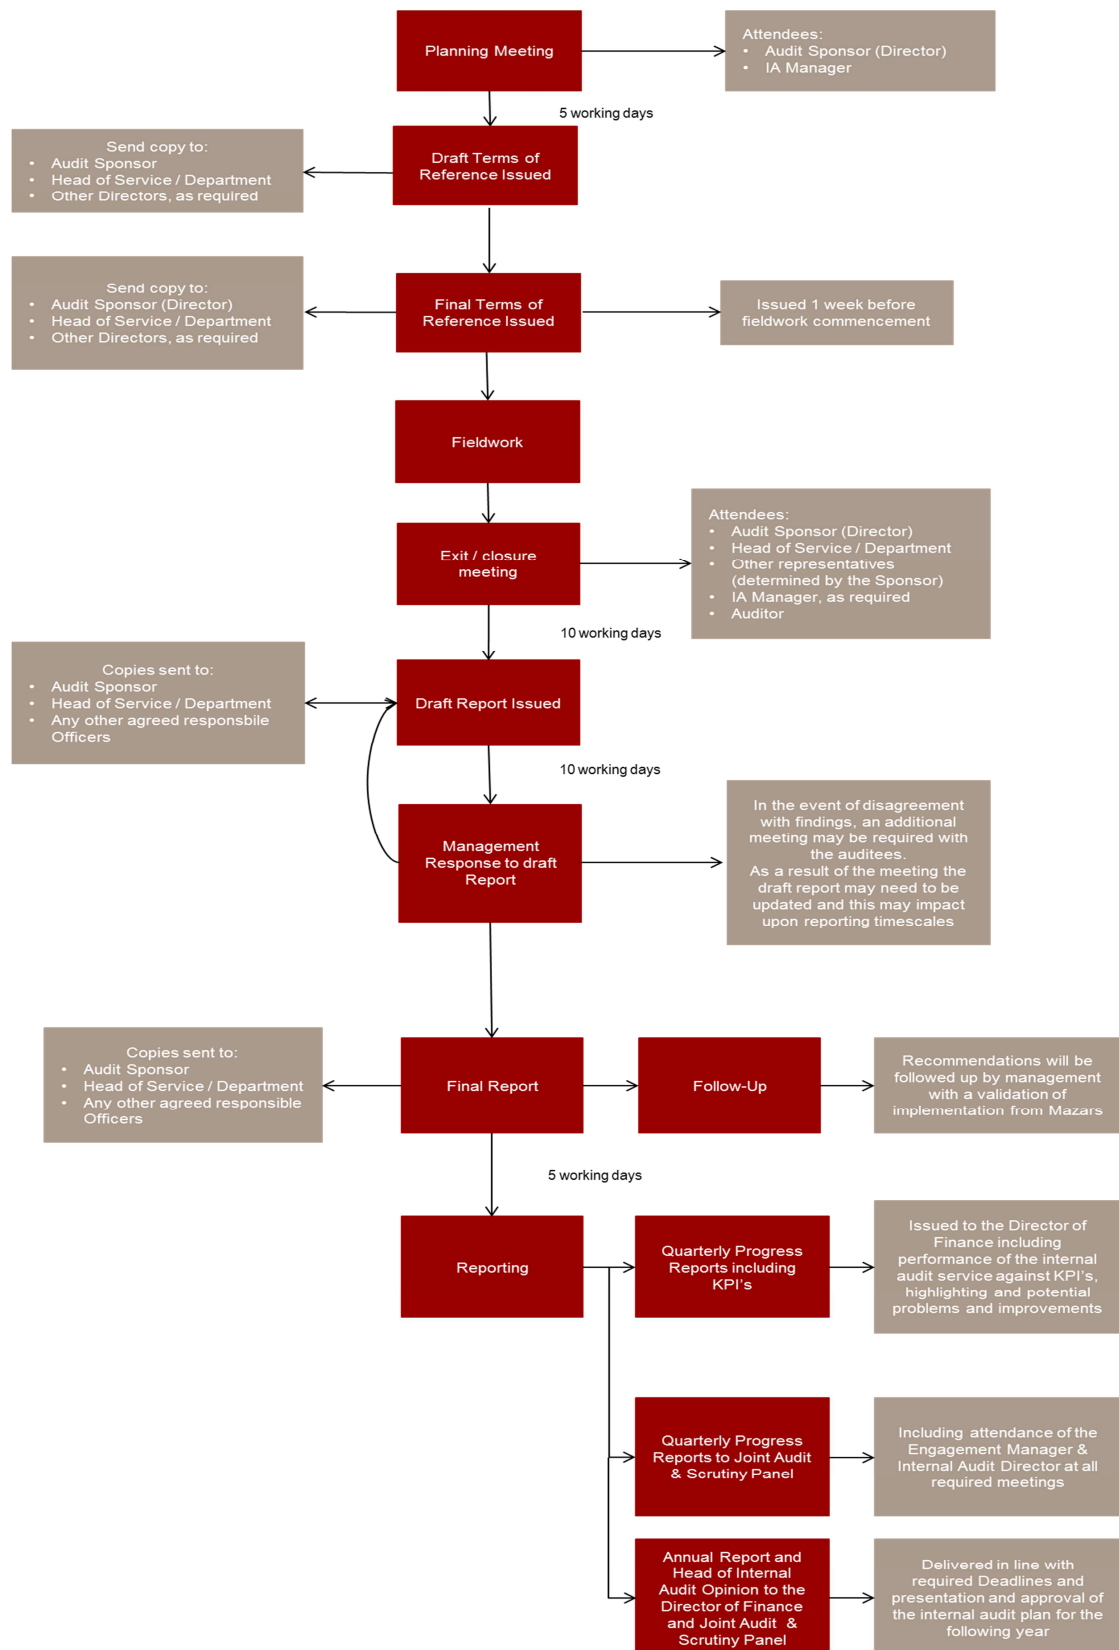 Planning Meeting
Attendees:
• Audit Sponsor (Director)
• IA Manager
5 working days
Send copy to:
• Audit Sponsor
• Head of Service / Department
• Other Directors, as required
Draft Terms of
Reference Issued
Send copy to:
• Audit Sponsor (Director)
• Head of Service / Department
• Other Directors, as required
Final Terms of
Reference Issued
Issued 1 week before
fieldwork commencement
Fieldwork
Exit / closure
meeting
Attendees:
• Audit Sponsor (Director)
• Head of Service / Department
• Other representatives
(determined by the Sponsor)
• IA Manager, as required
• Auditor
10 working days
Copies sent to:
• Audit Sponsor
• Head of Service / Department
• Any other agreed responsbile
Officers
Draft Report Issued
10 working days
Management
Response to draft
Report
In the event of disagreement
with findings, an additional
meeting may be required with
the auditees.
As a result of the meeting the
draft report may need to be
updated and this may impact
upon reporting timescales
Copies sent to:
• Audit Sponsor
• Head of Service / Department
• Any other agreed responsible
Officers
Final Report
Follow-Up
Recommendations will be
followed up by management
with a validation of
implementation from Mazars
5 working days
Reporting
Quarterly Progress
Reports including
KPI's
Issued to the Director of
Finance including
performance of the internal
audit service against KPI's,
highlighting and potential
problems and improvements
Quarterly Progress
Reports to Joint Audit
& Scrutiny Panel
Including attendance of the
Engagement Manager &
Internal Audit Director at all
required meetings
Annual Report and
Head of Internal
Audit Opinion to the
Director of Finance
and Joint Audit &
Scrutiny Panel
Delivered in line with
required Deadlines and
presentation and approval of
the internal audit plan for the
following year